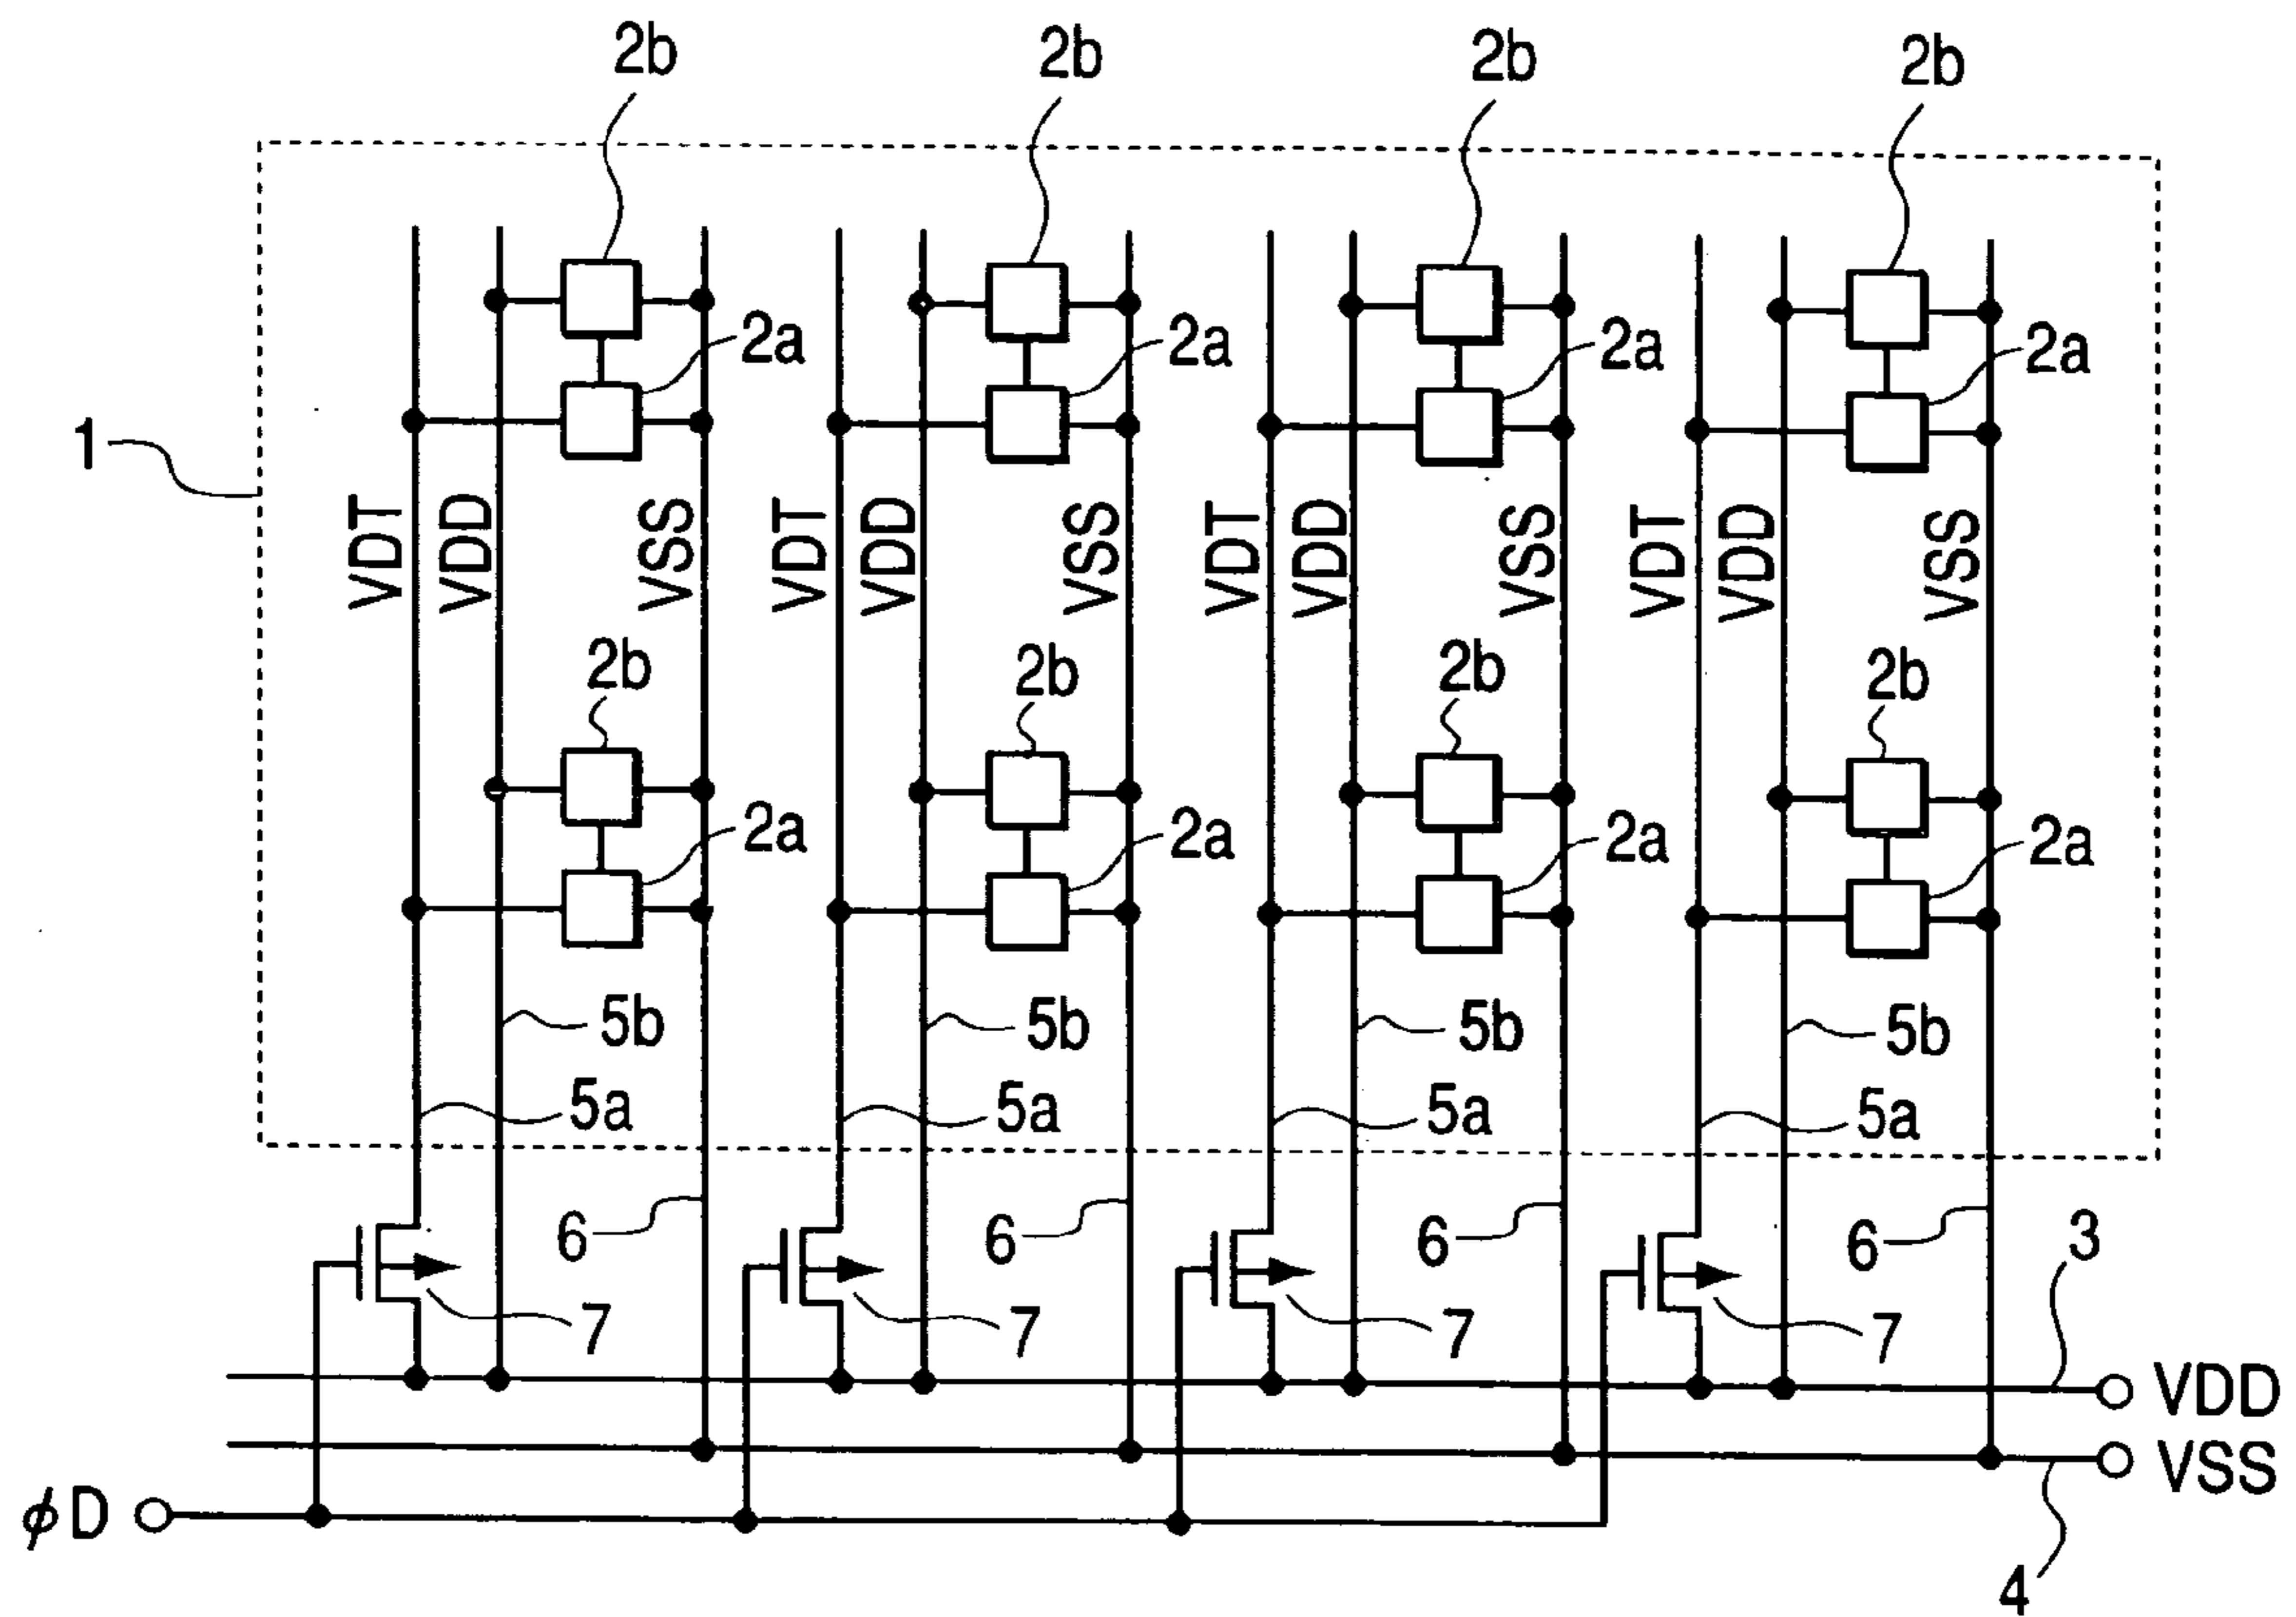 2b 2b 2b 2b
2a 2a 2a 2a
1
VDT VDD VSS VDT VDD VSS VDT VDD VSS VDT VDD VSS
2b 2b 2b 2b
2a 2a 2a 2a
5b 5b 5b 5b
5a 5a 5a 5a
6 6 6 6 3
7 7 7 7
VDD
VSS
ϕD
4